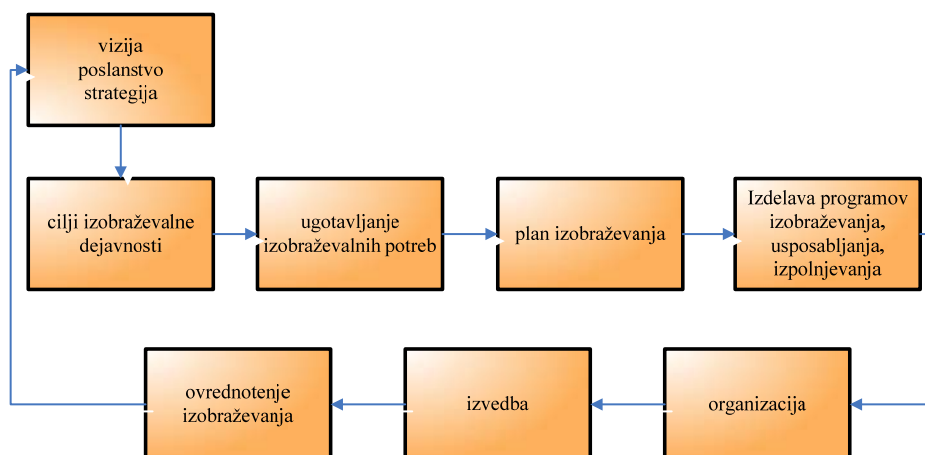 vizija
poslanstvo
strategija
cilji izobraževalne
dejavnosti
ugotavljanje
izobraževalnih potreb
plan izobraževanja
Izdelava programov
izobraževanja,
usposabljanja,
izpolnjevanja
ovrednotenje
izobraževanja
izvedba
organizacija